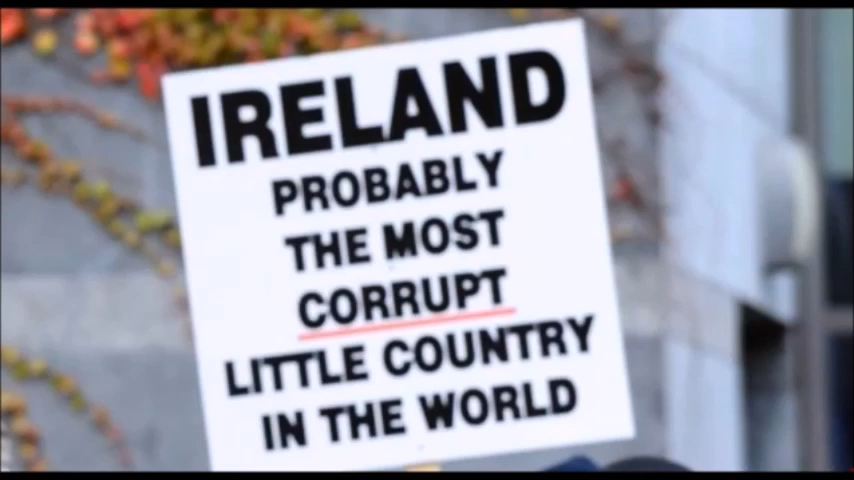 IRELAND
PROBABLY
THE MOST
CORRUPT
LITTLE COUNTRY
IN THE WORLD